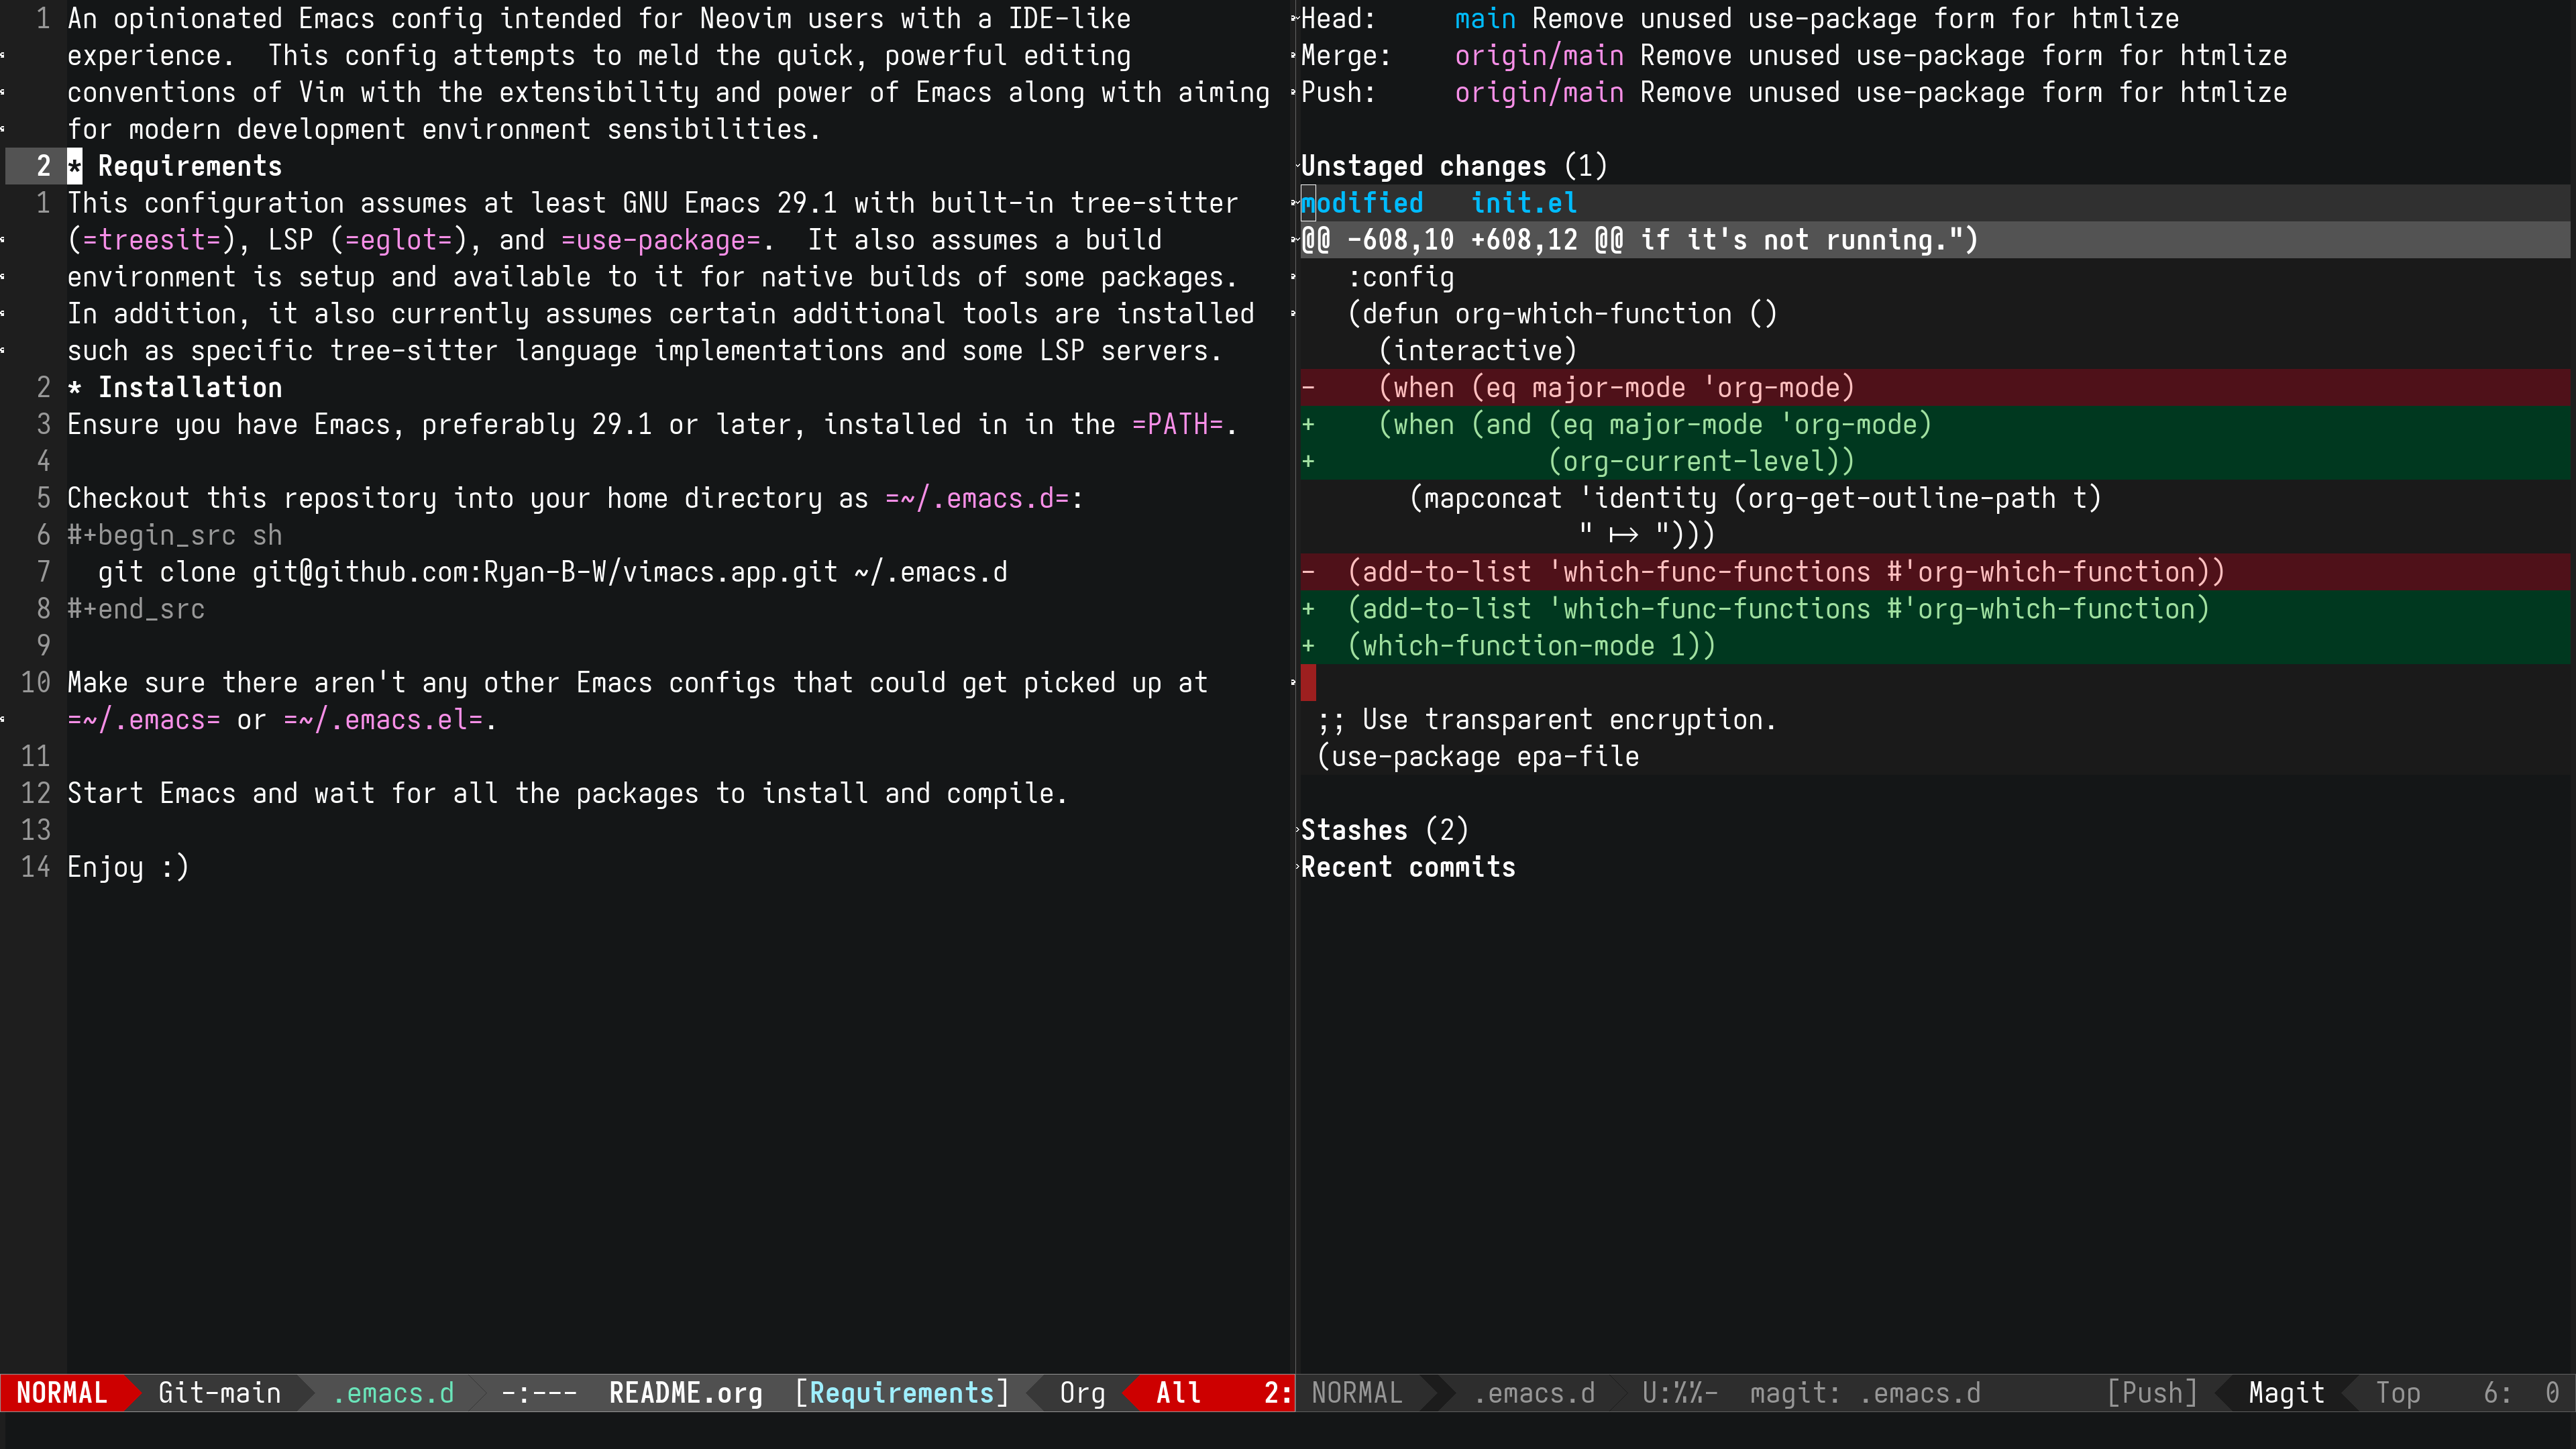 1 An opinionated Emacs config intended for Neovim users with a IDE-like
experience.  This config attempts to meld the quick, powerful editing
conventions of Vim with the extensibility and power of Emacs along with aiming
for modern development environment sensibilities.
2 * Requirements
1 This configuration assumes at least GNU Emacs 29.1 with built-in tree-sitter
(=treesit=), LSP (=eglot=), and =use-package=.  It also assumes a build
environment is setup and available to it for native builds of some packages.
In addition, it also currently assumes certain additional tools are installed
such as specific tree-sitter language implementations and some LSP servers.
2 * Installation
3 Ensure you have Emacs, preferably 29.1 or later, installed in in the =PATH=.
4
5 Checkout this repository into your home directory as =~/.emacs.d=:
6 #+begin_src sh
7   git clone git@github.com:Ryan-B-W/vimacs.app.git ~/.emacs.d
8 #+end_src
9
10 Make sure there aren't any other Emacs configs that could get picked up at
=~/.emacs= or =~/.emacs.el=.
11
12 Start Emacs and wait for all the packages to install and compile.
13
14 Enjoy :)
NORMAL Git-main .emacs.d -:--- README.org [Requirements] Org All 2:
Head:     main Remove unused use-package form for htmlize
Merge:    origin/main Remove unused use-package form for htmlize
Push:     origin/main Remove unused use-package form for htmlize
Unstaged changes (1)
modified   init.el
@@ -608,10 +608,12 @@ if it's not running.")
   :config
   (defun org-which-function ()
     (interactive)
-    (when (eq major-mode 'org-mode)
+    (when (and (eq major-mode 'org-mode)
+               (org-current-level))
       (mapconcat 'identity (org-get-outline-path t)
                  " ↦ ")))
-  (add-to-list 'which-func-functions #'org-which-function))
+  (add-to-list 'which-func-functions #'org-which-function)
+  (which-function-mode 1))
 ;; Use transparent encryption.
 (use-package epa-file
Stashes (2)
Recent commits
NORMAL .emacs.d U:%%- magit: .emacs.d [Push] Magit Top 6: 0